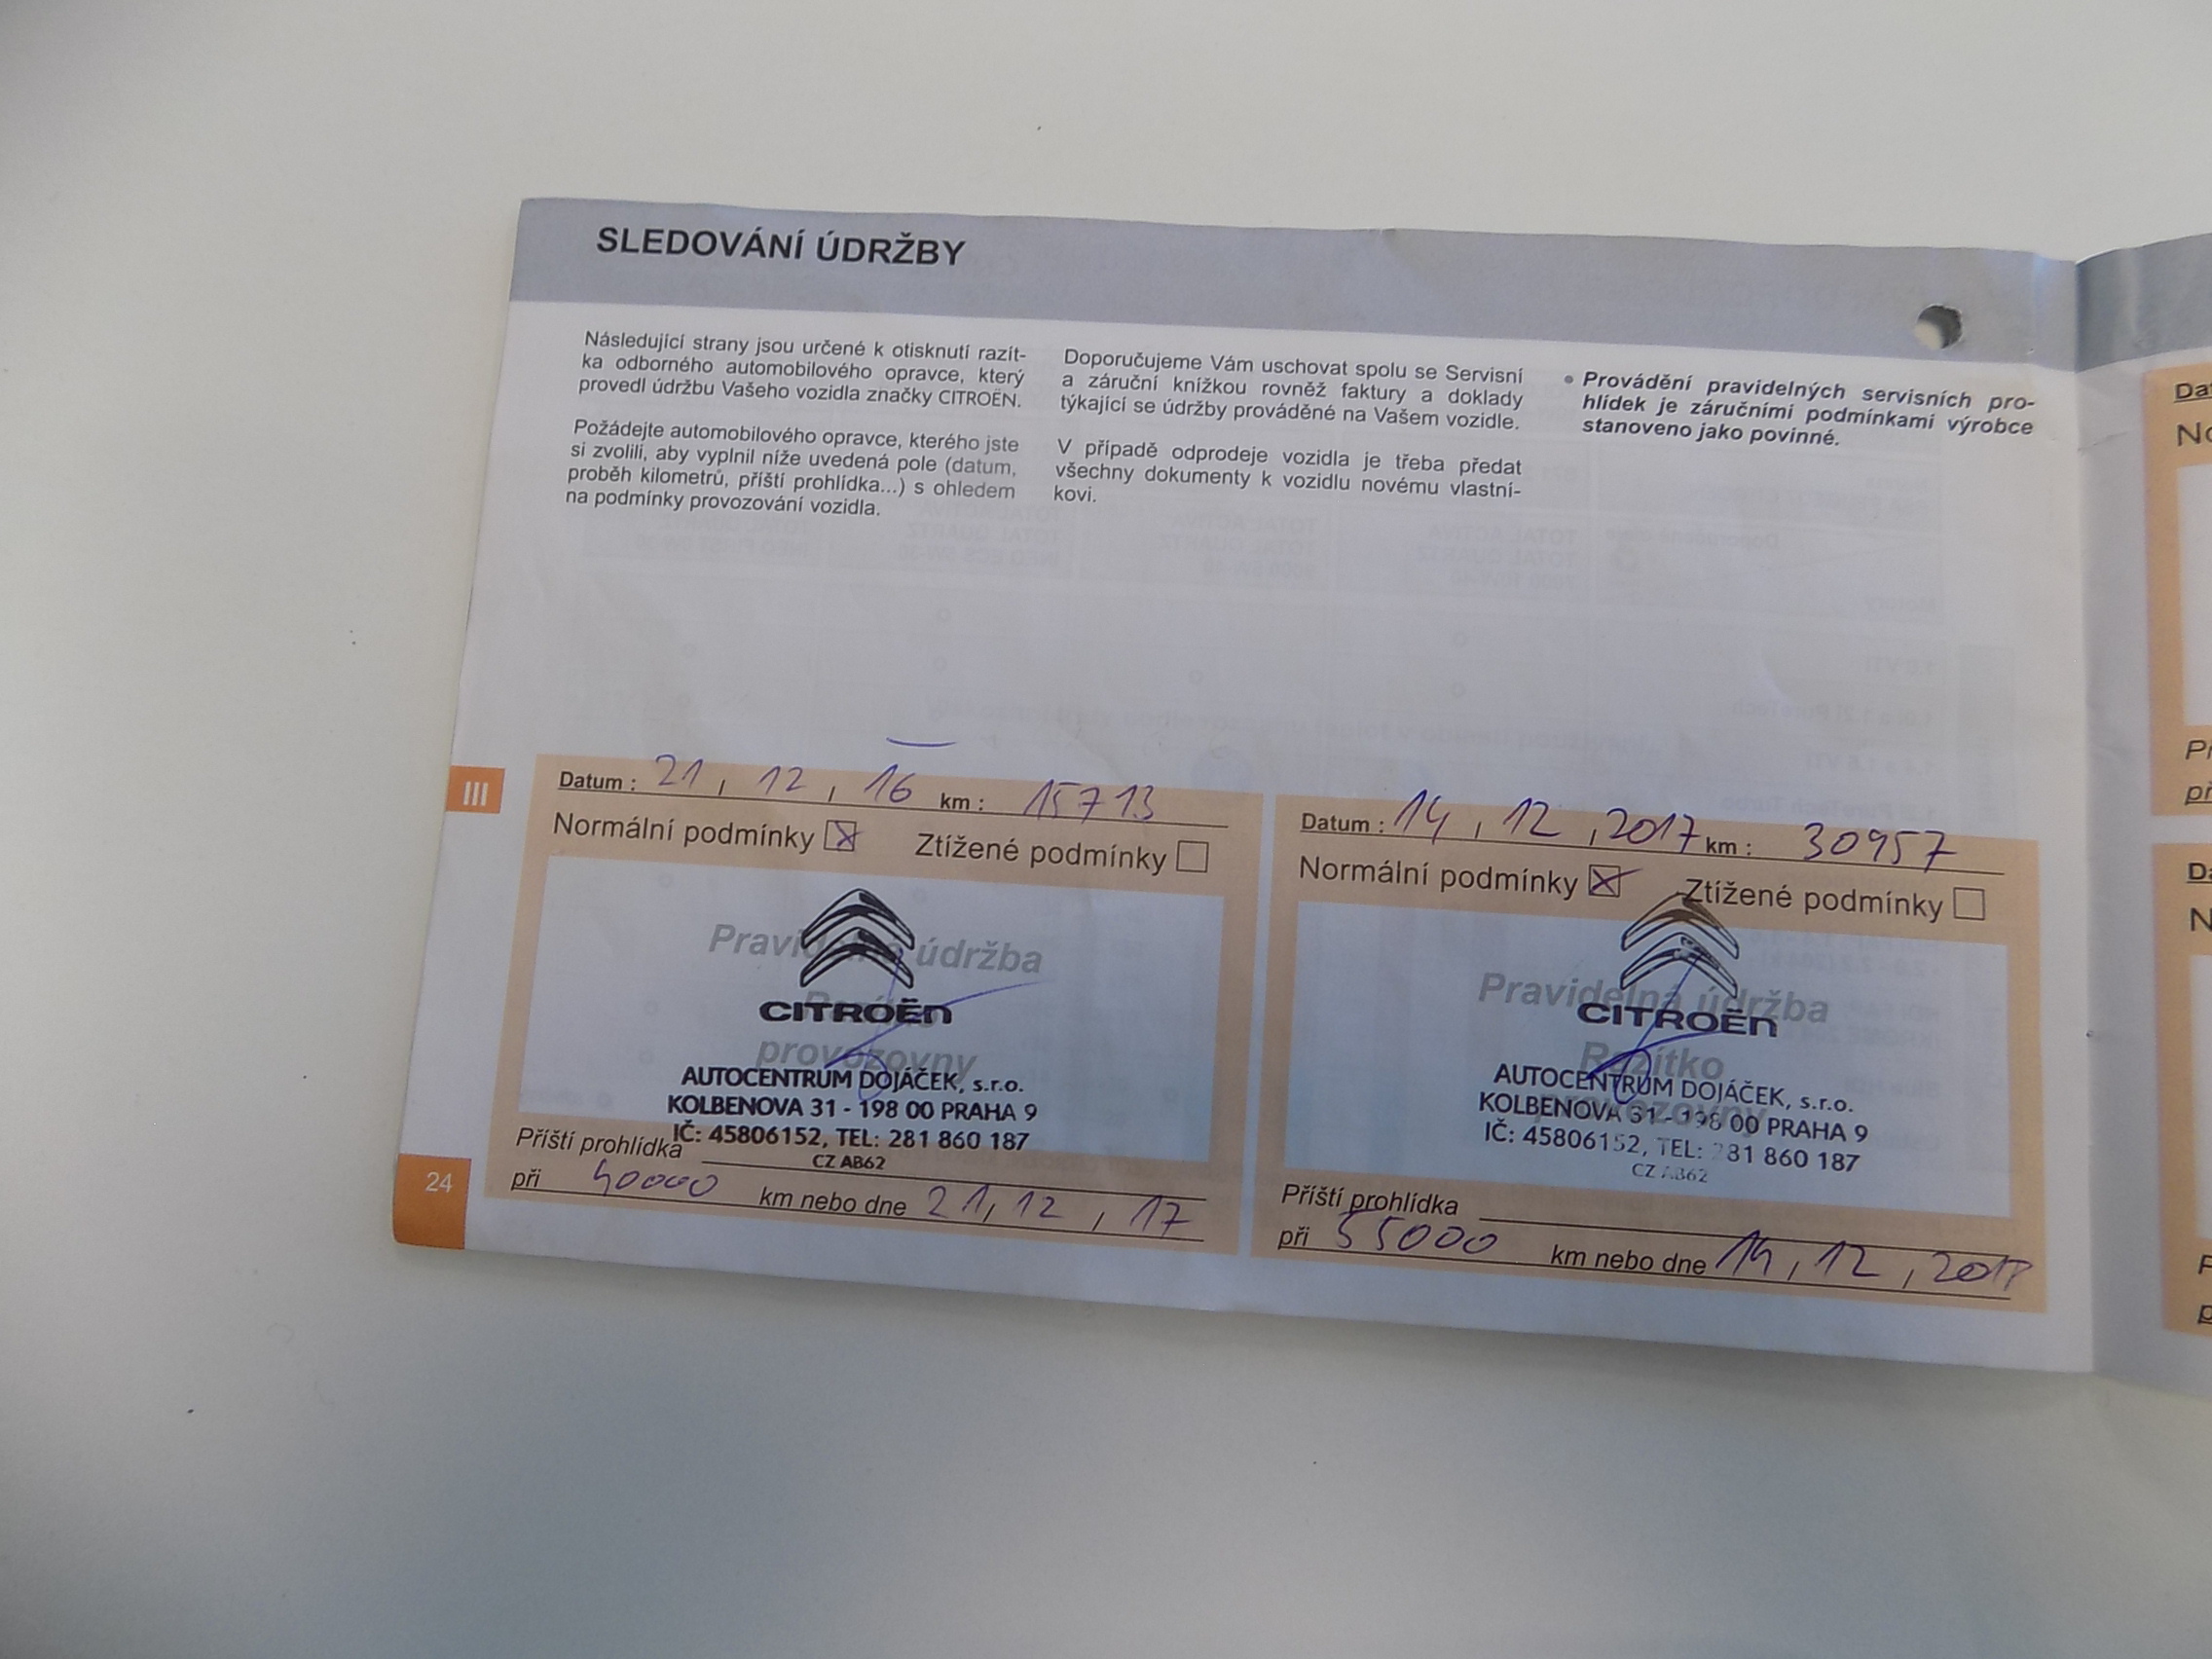 SLEDOVÁNÍ ÚDRŽBY
Následující strany jsou určené k otisknutí razít-
ka odborného automobilového opravce, který
provedl údržbu Vašeho vozidla značky CITROËN.
Požádejte automobilového opravce, kterého jste
si zvolili, aby vyplnil níže uvedená pole (datum,
proběh kilometrů, příští prohlídka...) s ohledem
na podmínky provozování vozidla.
Doporučujeme Vám uschovat spolu se Servisní
a záruční knížkou rovněž faktury a doklady
týkající se údržby prováděné na Vašem vozidle.
V případě odprodeje vozidla je třeba předat
všechny dokumenty k vozidlu novému vlastní-
kovi.
• Provádění pravidelných servisních pro-
hlídek je záručními podmínkami výrobce
stanoveno jako povinné.
III
Datum : 21 , 12 , 16 km : 15713
Normální podmínky Ztížené podmínky
Pravidelná údržba
Razítko
provozovny
CITROËN
AUTOCENTRUM DOJÁČEK, s.r.o.
KOLBENOVA 31 - 198 00 PRAHA 9
IČ: 45806152, TEL: 281 860 187
CZ AB62
Příští prohlídka
při 40000 km nebo dne 21, 12 , 17
Datum : 14 , 12 , 2017 km : 30957
Normální podmínky Ztížené podmínky
Pravidelná údržba
Razítko
provozovny
CITROËN
AUTOCENTRUM DOJÁČEK, s.r.o.
KOLBENOVA 31 - 198 00 PRAHA 9
IČ: 45806152, TEL: 281 860 187
CZ AB62
Příští prohlídka
při 55000 km nebo dne 14 , 12 , 2018
24